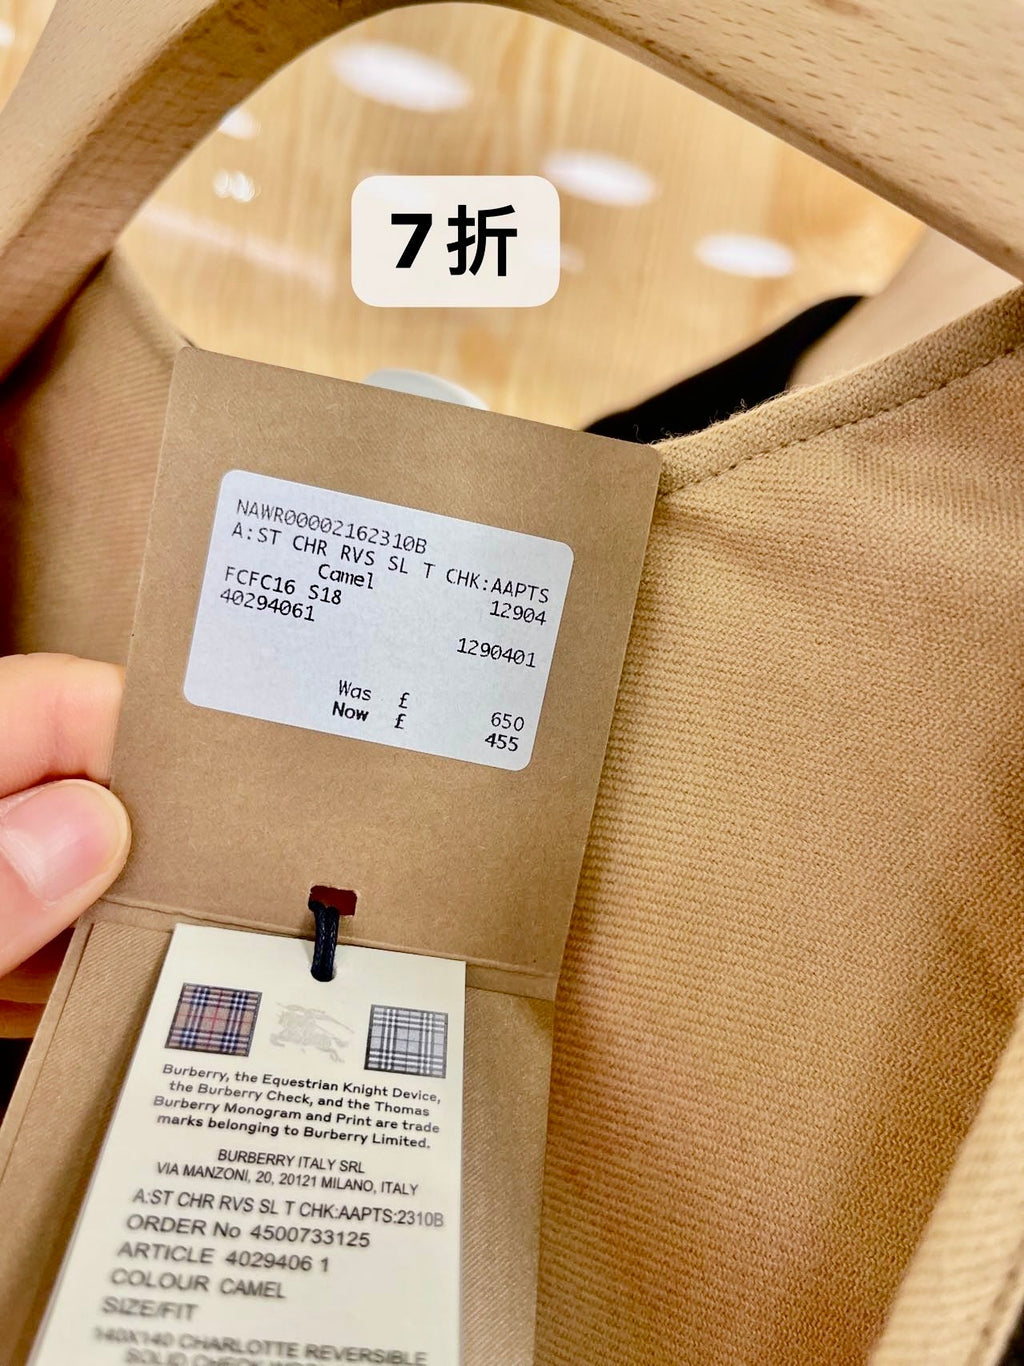 7折
NAWR00002162310B
A:ST CHR RVS SL T CHK:AAPTS
Camel 12904
FCFC16 S18
40294061 1290401
Was £ 650
Now £ 455
Burberry, the Equestrian Knight Device,
the Burberry Check, and the Thomas
Burberry Monogram and Print are trade
marks belonging to Burberry Limited.
BURBERRY ITALY SRL
VIA MANZONI, 20, 20121 MILANO, ITALY
A:ST CHR RVS SL T CHK:AAPTS:2310B
ORDER No 4500733125
ARTICLE 4029406 1
COLOUR CAMEL
SIZE/FIT
140X140 CHARLOTTE REVERSIBLE
SOLID CHECK